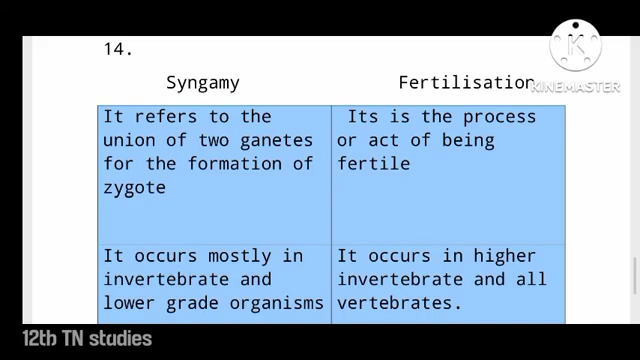 14.
Syngamy Fertilisation
KINEMASTER
It refers to the
union of two ganetes
for the formation of
zygote
Its is the process
or act of being
fertile
It occurs mostly in
invertebrate and
lower grade organisms
It occurs in higher
invertebrate and all
vertebrates.
12th TN studies